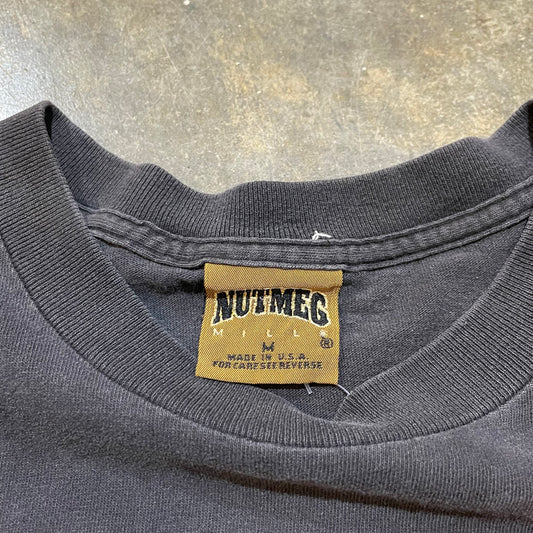 NUTMEG
MILLS
®
M
MADE IN U.S.A.
FOR CARE SEE REVERSE